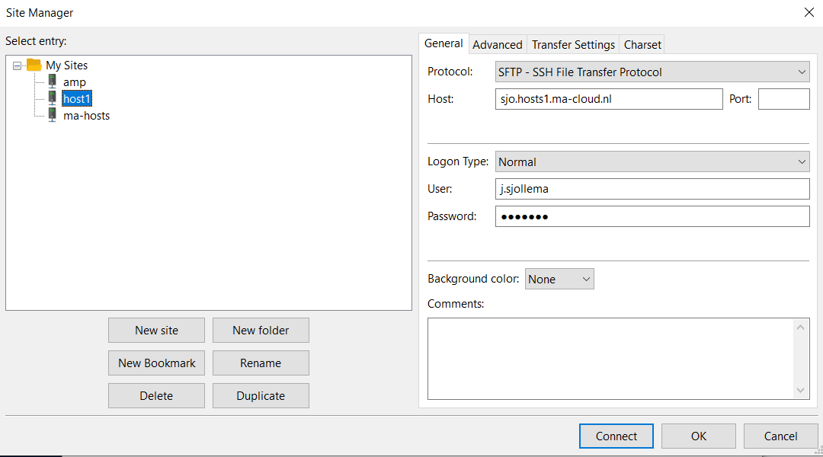 Site Manager
Select entry:
My Sites
amp
host1
ma-hosts
New site
New folder
New Bookmark
Rename
Delete
Duplicate
General
Advanced
Transfer Settings
Charset
Protocol:
SFTP - SSH File Transfer Protocol
Host:
sjo.hosts1.ma-cloud.nl
Port:
Logon Type:
Normal
User:
j.sjollema
Password:
●●●●●●●
Background color:
None
Comments:
Connect
OK
Cancel